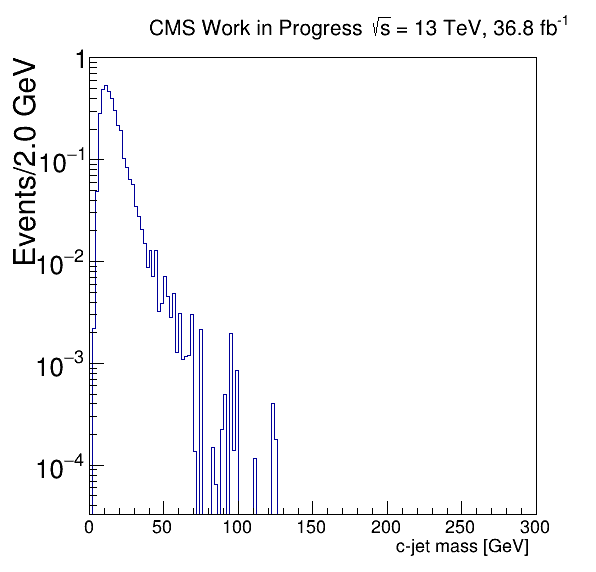 CMS Work in Progress √s = 13 TeV, 36.8 fb⁻¹
Events/2.0 GeV
1
10⁻¹
10⁻²
10⁻³
10⁻⁴
0 50 100 150 200 250 300
c-jet mass [GeV]